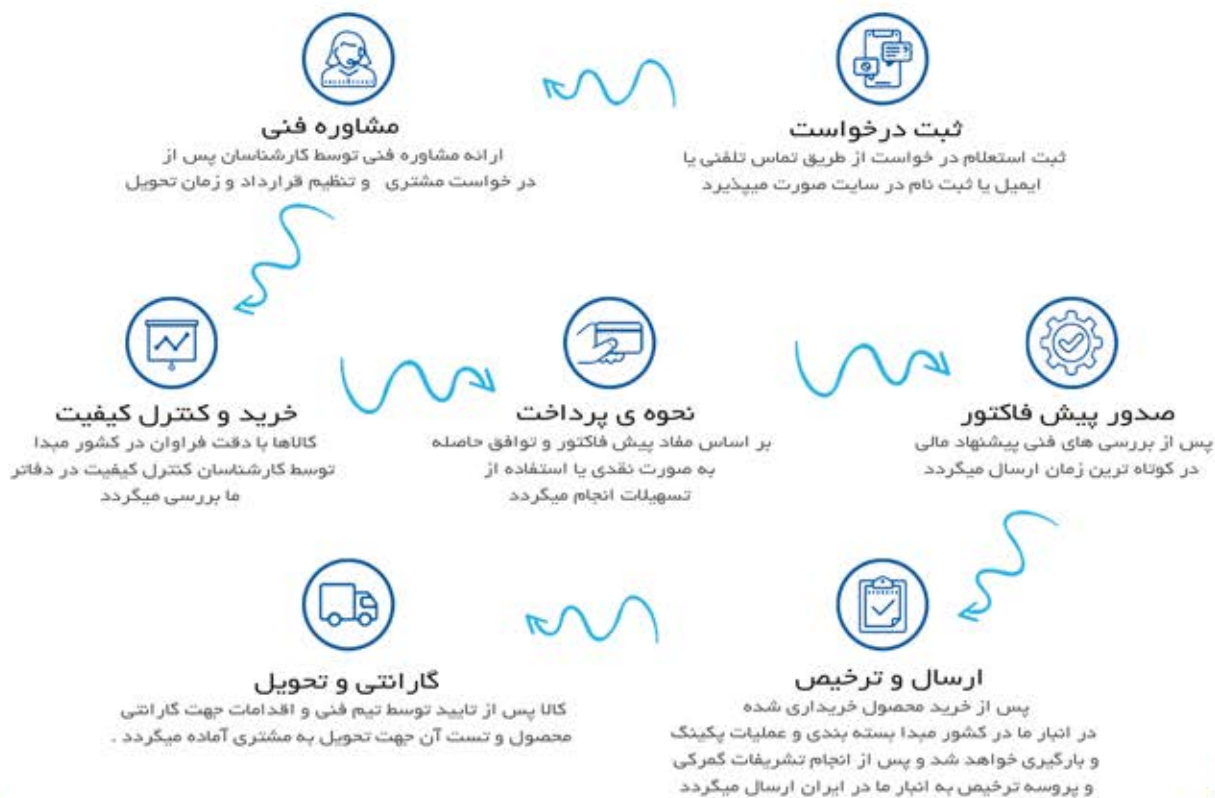 ثبت درخواست
ثبت استعلام در خواست از طریق تماس تلفنی یا
ایمیل یا ثبت نام در سایت صورت میپذیرد
مشاوره فنی
ارائه مشاوره فنی توسط کارشناسان پس از
در خواست مشتری و تنظیم قرارداد و زمان تحویل
خرید و کنترل کیفیت
کالاها با دقت فراوان در کشور مبدا
توسط کارشناسان کنترل کیفیت در دفاتر
ما بررسی میگردد
نحوه ی پرداخت
بر اساس مفاد پیش فاکتور و توافق حاصله
به صورت نقدی یا استفاده از
تسهیلات انجام میگردد
صدور پیش فاکتور
پس از بررسی های فنی پیشنهاد مالی
در کوتاه ترین زمان ارسال میگردد
ارسال و ترخیص
پس از خرید محصول خریداری شده
در انبار ما در کشور مبدا بسته بندی و عملیات پکینگ
و بارگیری خواهد شد و پس از انجام تشریفات گمرکی
و پروسه ترخیص به انبار ما در ایران ارسال میگردد
گارانتی و تحویل
کالا پس از تایید توسط تیم فنی و اقدامات جهت گارانتی
محصول و تست آن جهت تحویل به مشتری آماده میگردد .